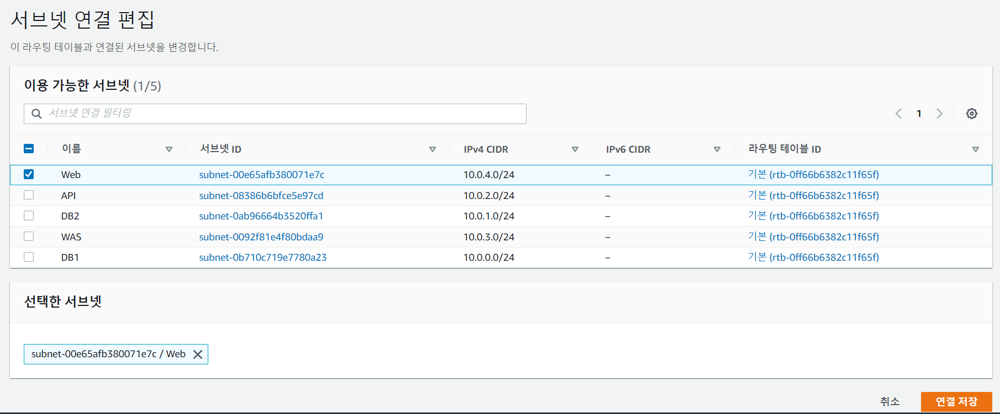 서브넷 연결 편집
이 라우팅 테이블과 연결된 서브넷을 변경합니다.
이용 가능한 서브넷 (1/5)
서브넷 연결 필터링
1
이름 서브넷 ID IPv4 CIDR IPv6 CIDR 라우팅 테이블 ID
Web subnet-00e65afb380071e7c 10.0.4.0/24 – 기본 (rtb-0ff66b6382c11f65f)
API subnet-08386b6bfce5e97cd 10.0.2.0/24 – 기본 (rtb-0ff66b6382c11f65f)
DB2 subnet-0ab96664b3520ffa1 10.0.1.0/24 – 기본 (rtb-0ff66b6382c11f65f)
WAS subnet-0092f81e4f80bdaa9 10.0.3.0/24 – 기본 (rtb-0ff66b6382c11f65f)
DB1 subnet-0b710c719e7780a23 10.0.0.0/24 – 기본 (rtb-0ff66b6382c11f65f)
선택한 서브넷
subnet-00e65afb380071e7c / Web
취소 연결 저장